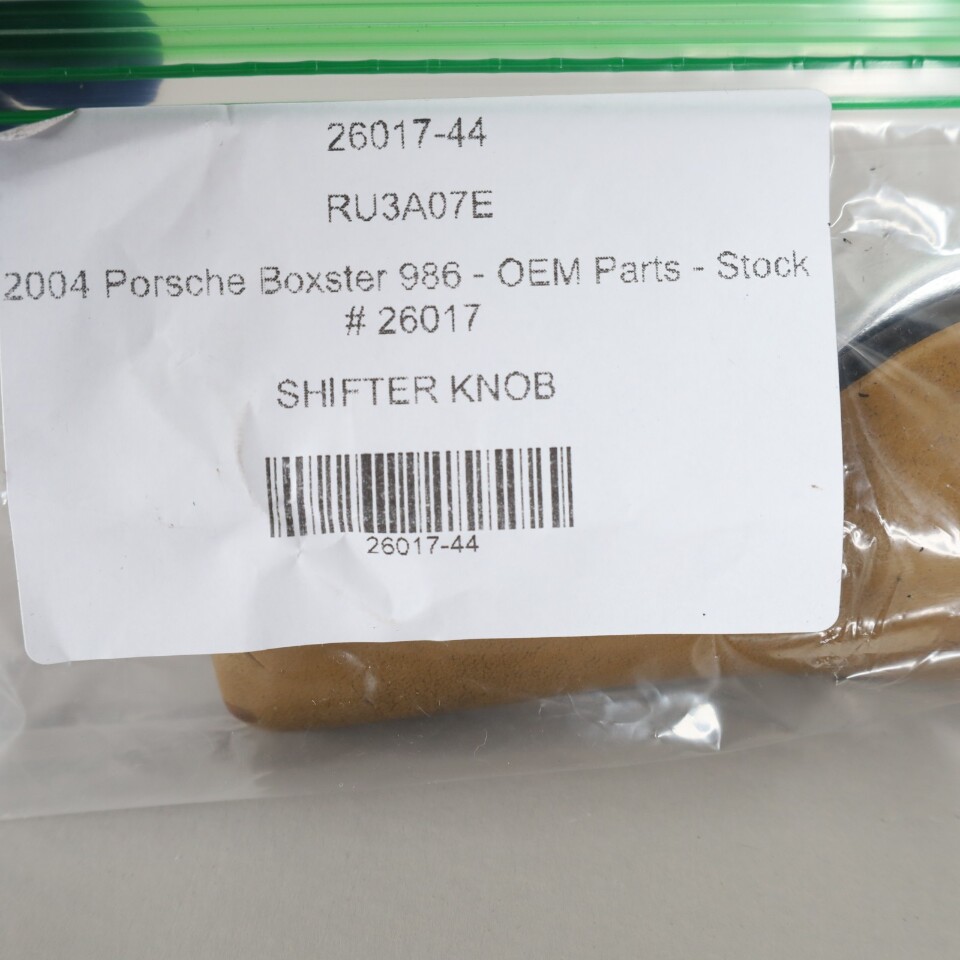 26017-44
RU3A07E
2004 Porsche Boxster 986 - OEM Parts - Stock
# 26017
SHIFTER KNOB
26017-44